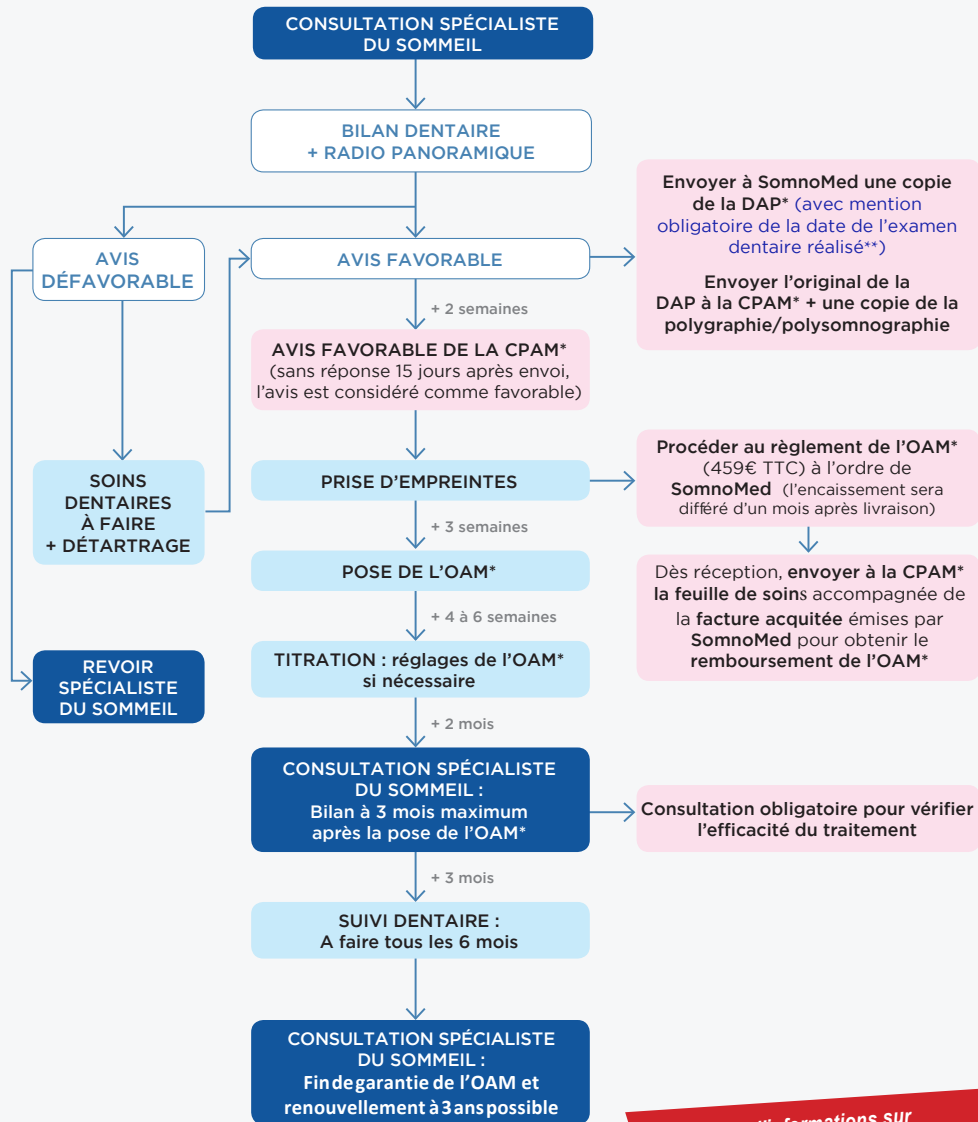 CONSULTATION SPÉCIALISTE
DU SOMMEIL
BILAN DENTAIRE
+ RADIO PANORAMIQUE
AVIS
DÉFAVORABLE
AVIS FAVORABLE
Envoyer à SomnoMed une copie
de la DAP* (avec mention
obligatoire de la date de l'examen
dentaire réalisé**)
Envoyer l'original de la
DAP à la CPAM* + une copie de la
polygraphie/polysomnographie
+ 2 semaines
AVIS FAVORABLE DE LA CPAM*
(sans réponse 15 jours après envoi,
l'avis est considéré comme favorable)
SOINS
DENTAIRES
À FAIRE
+ DÉTARTRAGE
PRISE D'EMPREINTES
Procéder au règlement de l'OAM*
(459€ TTC) à l'ordre de
SomnoMed (l'encaissement sera
différé d'un mois après livraison)
+ 3 semaines
POSE DE L'OAM*
Dès réception, envoyer à la CPAM*
la feuille de soins accompagnée de
la facture acquitée émises par
SomnoMed pour obtenir le
remboursement de l'OAM*
+ 4 à 6 semaines
TITRATION : réglages de l'OAM*
si nécessaire
REVOIR
SPÉCIALISTE
DU SOMMEIL
+ 2 mois
CONSULTATION SPÉCIALISTE
DU SOMMEIL :
Bilan à 3 mois maximum
après la pose de l'OAM*
Consultation obligatoire pour vérifier
l'efficacité du traitement
+ 3 mois
SUIVI DENTAIRE :
A faire tous les 6 mois
CONSULTATION SPÉCIALISTE
DU SOMMEIL :
Fin de garantie de l'OAM et
renouvellement à 3 ans possible
sur